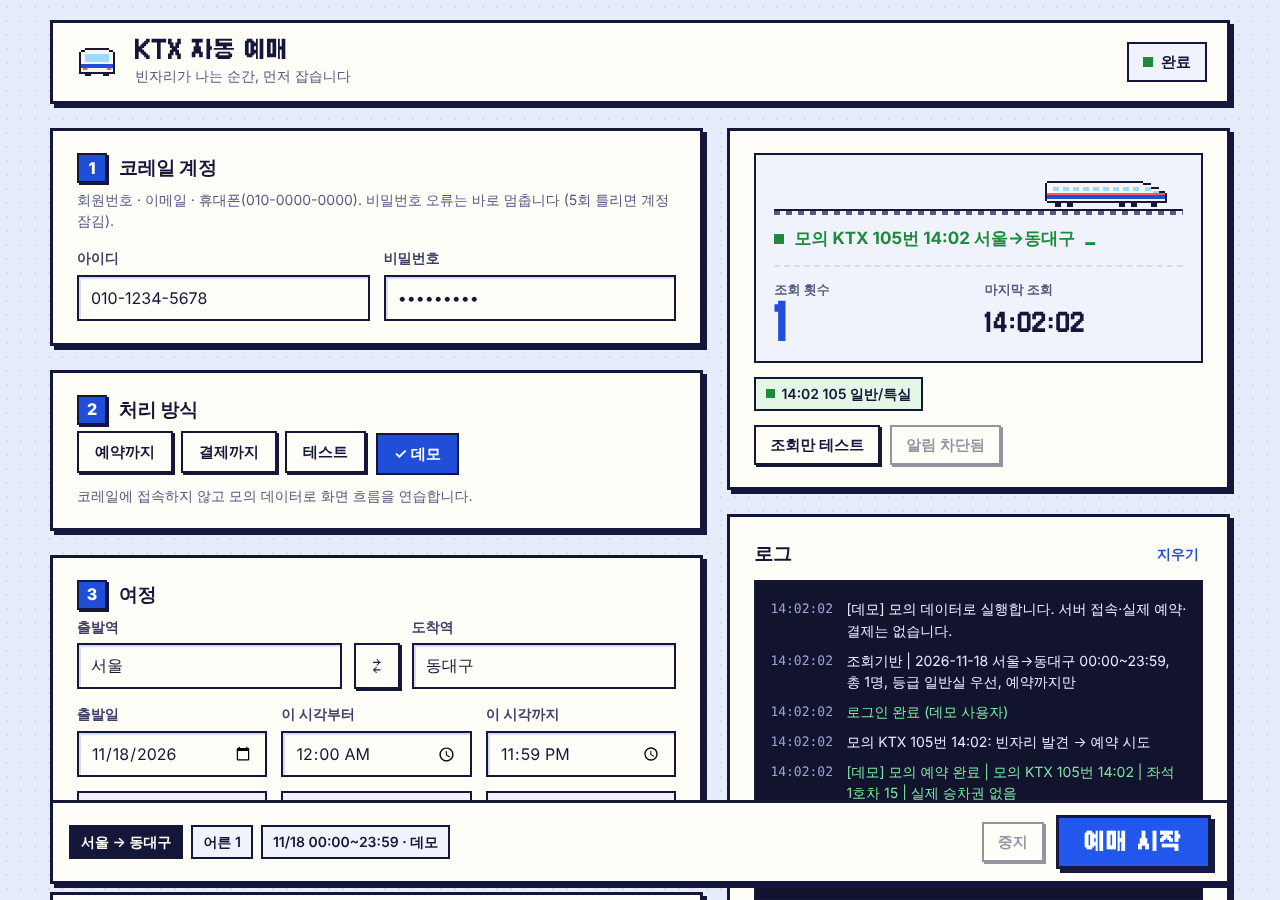 KTX 자동 예매
빈자리가 나는 순간, 먼저 잡습니다
완료
1 코레일 계정
회원번호 · 이메일 · 휴대폰(010-0000-0000). 비밀번호 오류는 바로 멈춥니다 (5회 틀리면 계정
잠김).
아이디
비밀번호
010-1234-5678
•••••••••
2 처리 방식
예약까지
결제까지
테스트
✓ 데모
코레일에 접속하지 않고 모의 데이터로 화면 흐름을 연습합니다.
3 여정
출발역
도착역
서울
⇄
동대구
출발일
이 시각부터
이 시각까지
11/18/2026
12:00 AM
11:59 PM
모의 KTX 105번 14:02 서울→동대구
조회 횟수
마지막 조회
1
14:02:02
14:02 105 일반/특실
조회만 테스트
알림 차단됨
로그
지우기
14:02:02 [데모] 모의 데이터로 실행합니다. 서버 접속·실제 예약·
결제는 없습니다.
14:02:02 조회기반 | 2026-11-18 서울→동대구 00:00~23:59,
총 1명, 등급 일반실 우선, 예약까지만
14:02:02 로그인 완료 (데모 사용자)
14:02:02 모의 KTX 105번 14:02: 빈자리 발견 → 예약 시도
14:02:02 [데모] 모의 예약 완료 | 모의 KTX 105번 14:02 | 좌석
1호차 15 | 실제 승차권 없음
서울 → 동대구
어른 1
11/18 00:00~23:59 · 데모
중지
예매 시작